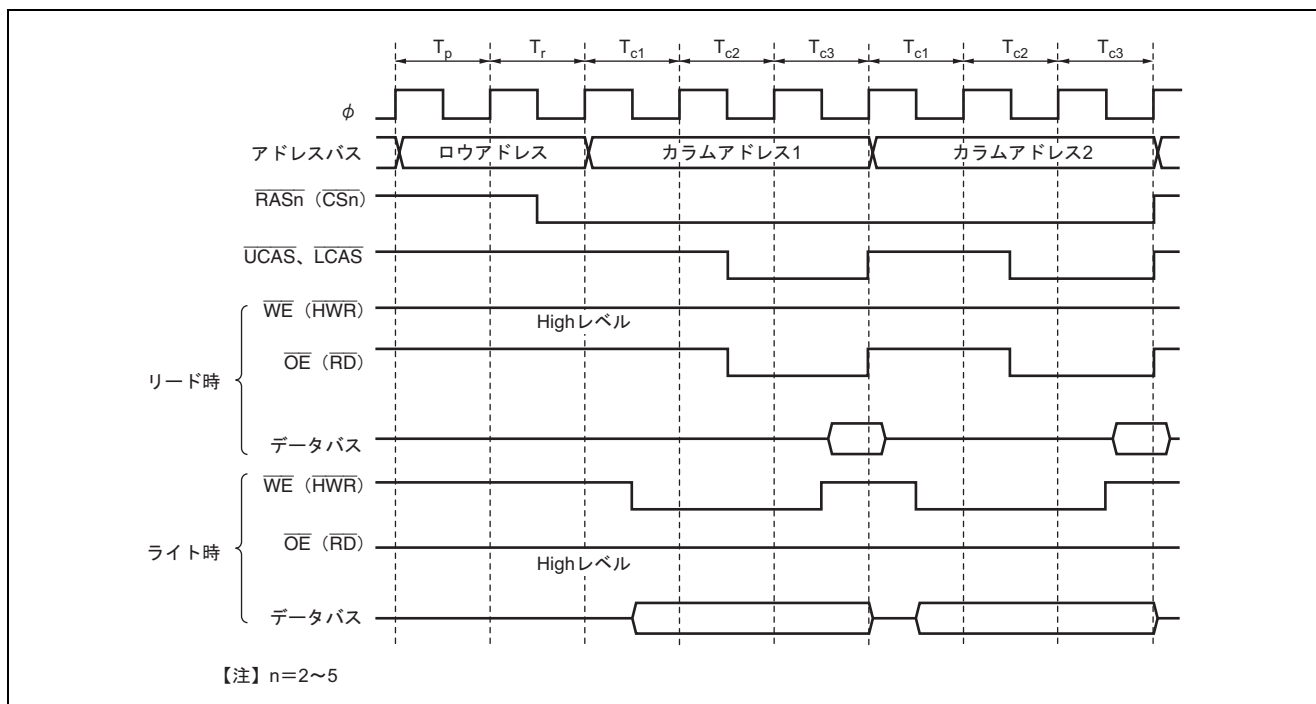 Tp Tr Tc1 Tc2 Tc3 Tc1 Tc2 Tc3
φ
アドレスバス ロウアドレス カラムアドレス1 カラムアドレス2
RASn（CSn）
UCAS、LCAS
リード時
WE（HWR）
Highレベル
OE（RD）
データバス
ライト時
WE（HWR）
OE（RD）
Highレベル
データバス
【注】n＝2～5